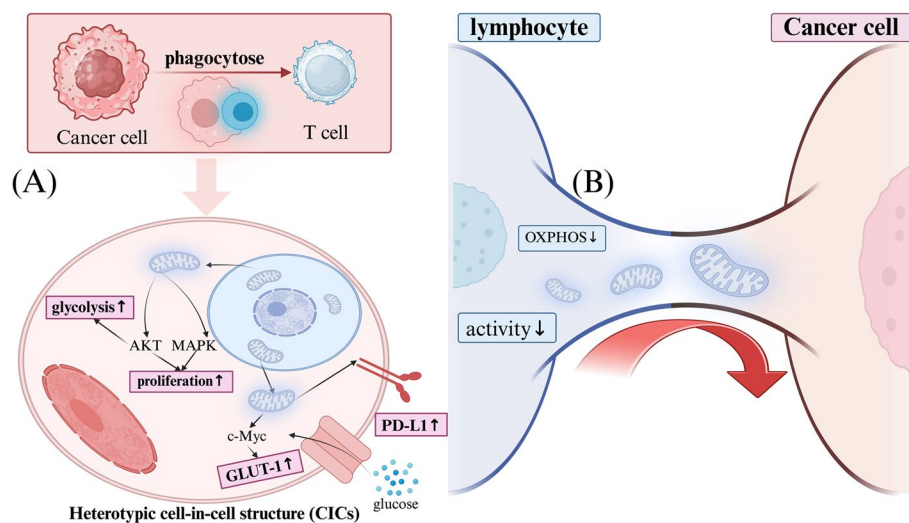 phagocytose
Cancer cell
T cell
(A)
glycolysis↑
AKT MAPK
proliferation↑
c-Myc
PD-L1↑
GLUT-1↑
glucose
Heterotypic cell-in-cell structure (CICs)
lymphocyte
Cancer cell
(B)
OXPHOS↓
activity↓